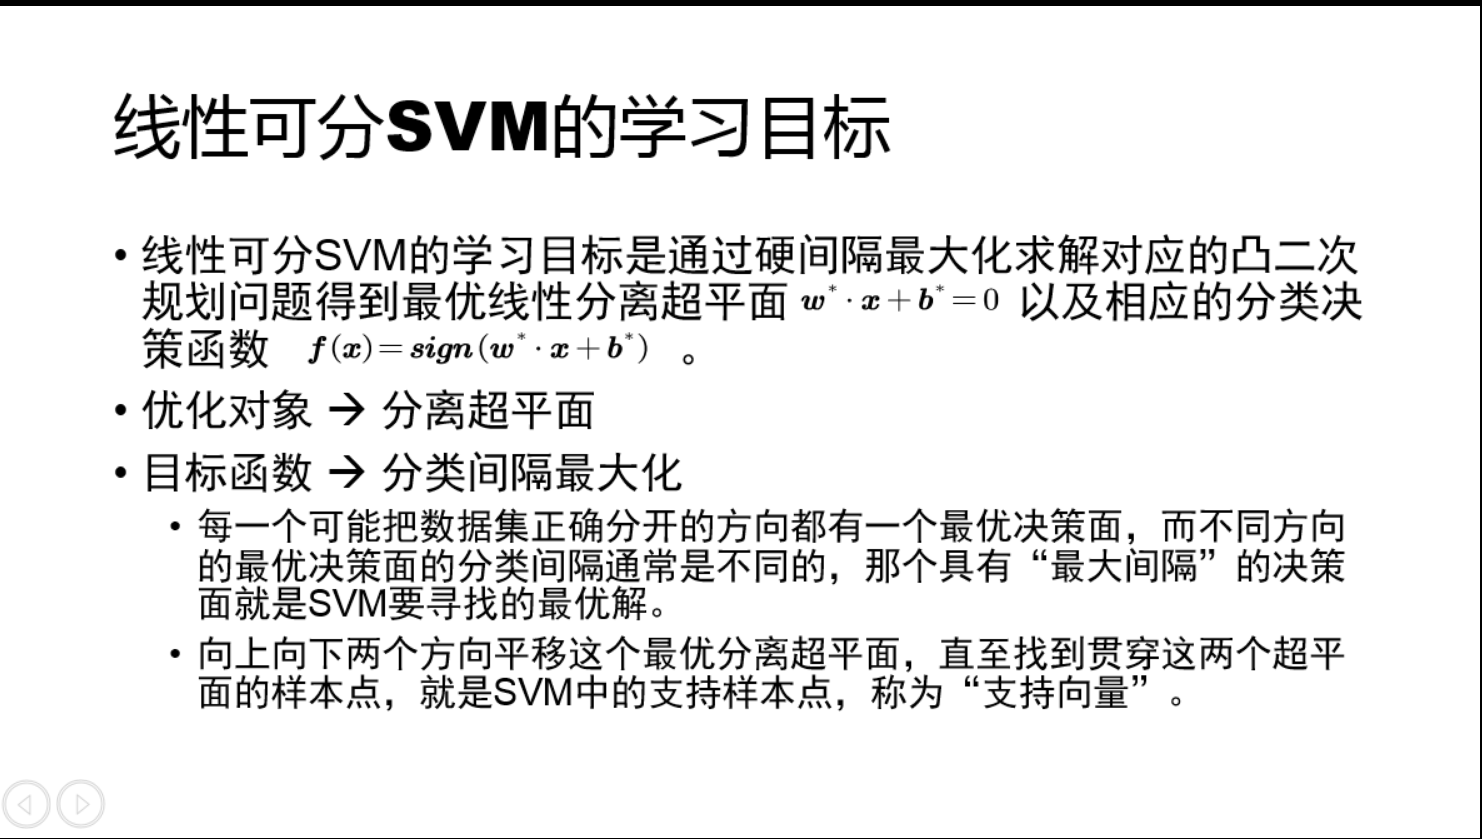 线性可分SVM的学习目标
• 线性可分SVM的学习目标是通过硬间隔最大化求解对应的凸二次
规划问题得到最优线性分离超平面 w* · x + b* = 0 以及相应的分类决
策函数 f(x) = sign(w* · x + b*) 。
• 优化对象 → 分离超平面
• 目标函数 → 分类间隔最大化
• 每一个可能把数据集正确分开的方向都有一个最优决策面，而不同方向
的最优决策面的分类间隔通常是不同的，那个具有“最大间隔”的决策
面就是SVM要寻找的最优解。
• 向上向下两个方向平移这个最优分离超平面，直至找到贯穿这两个超平
面的样本点，就是SVM中的支持样本点，称为“支持向量”。